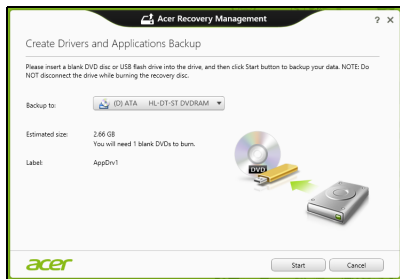 Acer Recovery Management
? ×
Create Drivers and Applications Backup
Please insert a blank DVD disc or USB flash drive into the drive, and then click Start button to backup your data. NOTE: Do
NOT disconnect the drive while burning the recovery disc.
Backup to: (D) ATA HL-DT-ST DVDRAM
Estimated size: 2.66 GB
You will need 1 blank DVDs to burn.
Label: AppDrv1
DVD
acer Start Cancel